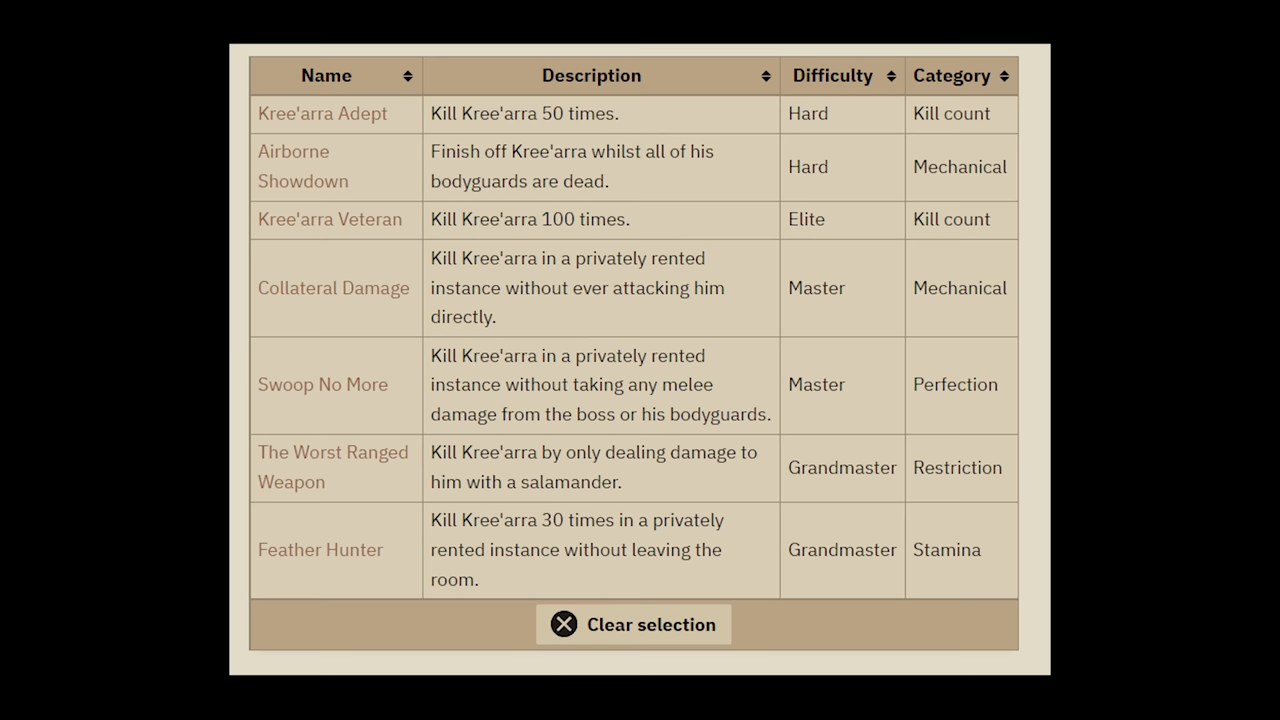 Name Description Difficulty Category
Kree'arra Adept Kill Kree'arra 50 times. Hard Kill count
Airborne Showdown Finish off Kree'arra whilst all of his
bodyguards are dead. Hard Mechanical
Kree'arra Veteran Kill Kree'arra 100 times. Elite Kill count
Collateral Damage Kill Kree'arra in a privately rented
instance without ever attacking him
directly. Master Mechanical
Swoop No More Kill Kree'arra in a privately rented
instance without taking any melee
damage from the boss or his bodyguards. Master Perfection
The Worst Ranged Weapon Kill Kree'arra by only dealing damage to
him with a salamander. Grandmaster Restriction
Feather Hunter Kill Kree'arra 30 times in a privately
rented instance without leaving the
room. Grandmaster Stamina
Clear selection